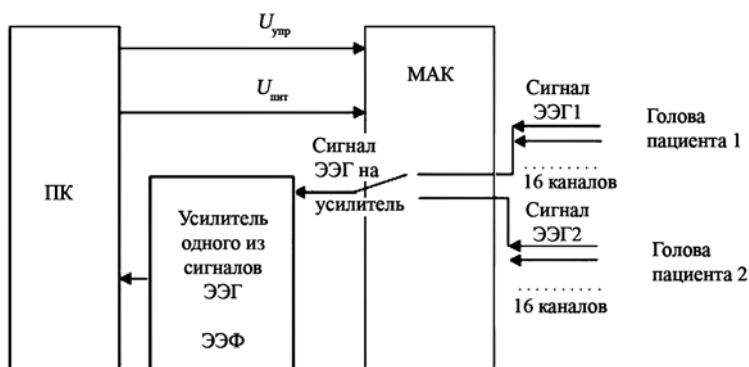 U упр
U пит
МАК
ПК
Сигнал
ЭЭГ на
усилитель
Усилитель
одного из
сигналов
ЭЭГ
ЭЭФ
Сигнал
ЭЭГ1
16 каналов
Голова
пациента 1
Сигнал
ЭЭГ2
16 каналов
Голова
пациента 2